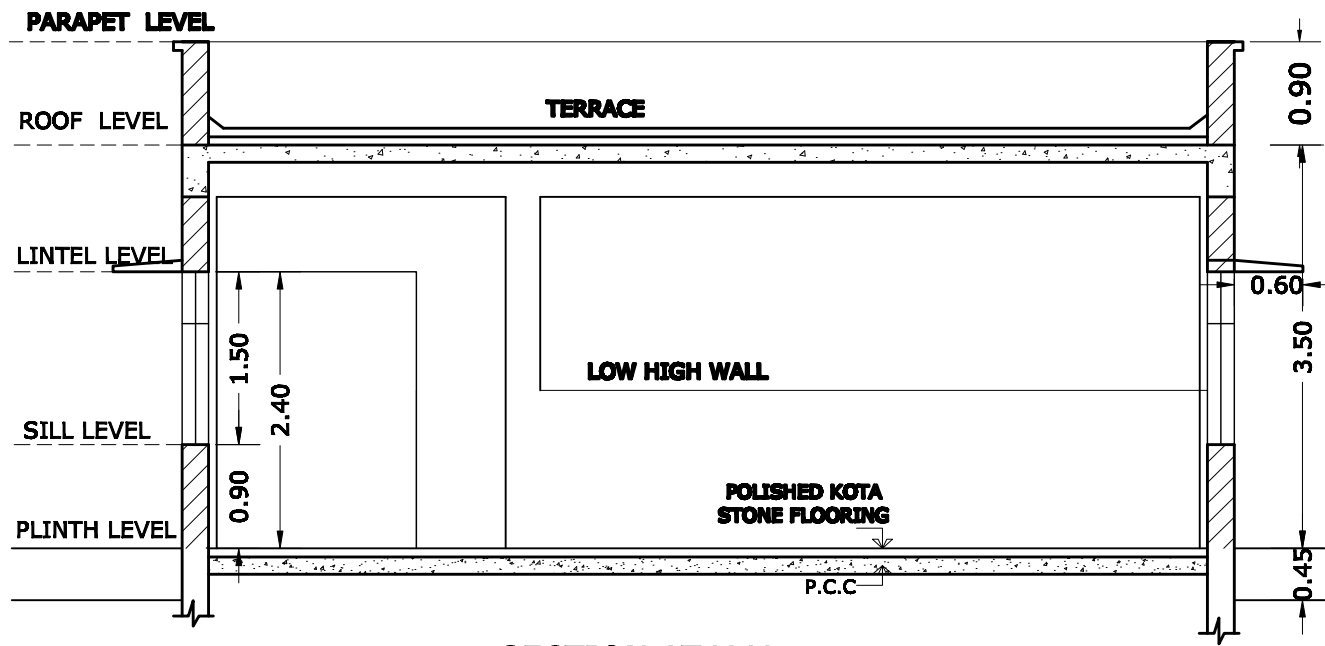 PARAPET LEVEL
0.90
TERRACE
ROOF LEVEL
LINTEL LEVEL
0.60
1.50
3.50
LOW HIGH WALL
2.40
SILL LEVEL
0.90
POLISHED KOTA
STONE FLOORING
PLINTH LEVEL
0.45
P.C.C